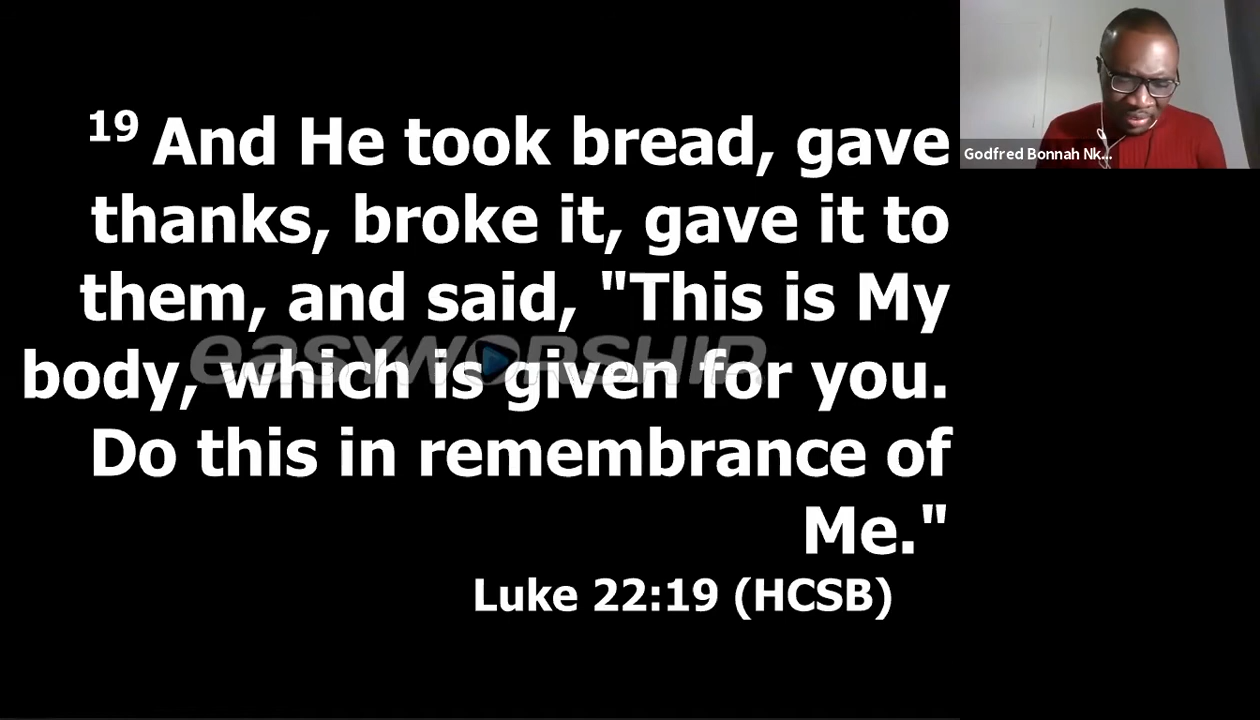 19 And He took bread, gave
thanks, broke it, gave it to
them, and said, "This is My
body, which is given for you.
Do this in remembrance of
Me."
Luke 22:19 (HCSB)
easyworship
Godfred Bonnah Nk...